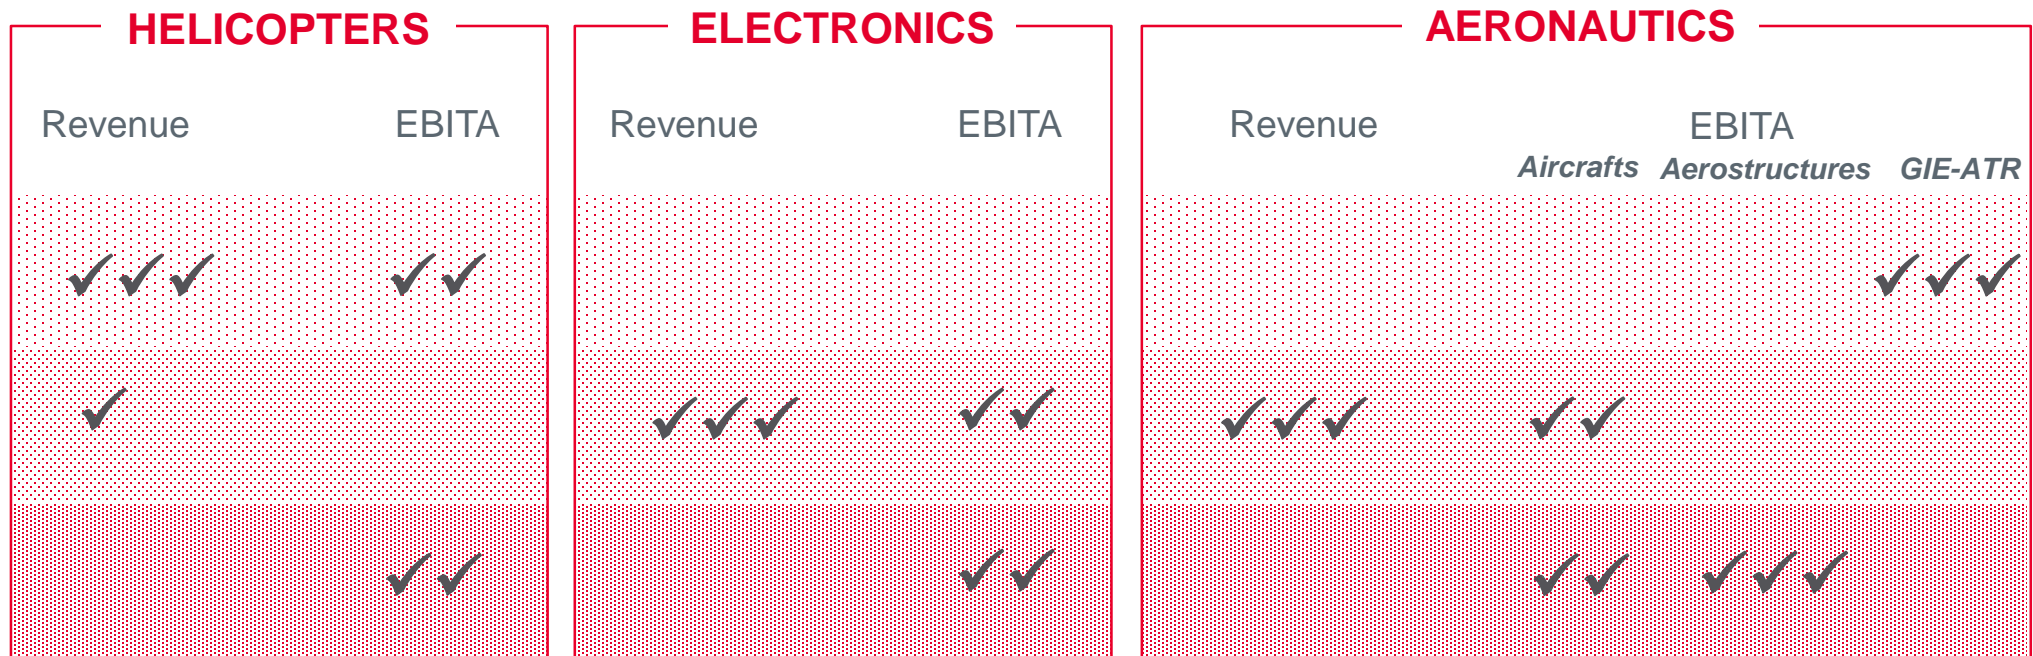 HELICOPTERS
Revenue EBITA
✓✓✓ ✓✓
✓
✓✓
ELECTRONICS
Revenue EBITA
✓✓✓ ✓✓
✓✓
AERONAUTICS
Revenue EBITA
Aircrafts Aerostructures GIE-ATR
✓✓✓
✓✓✓ ✓✓
✓✓ ✓✓✓